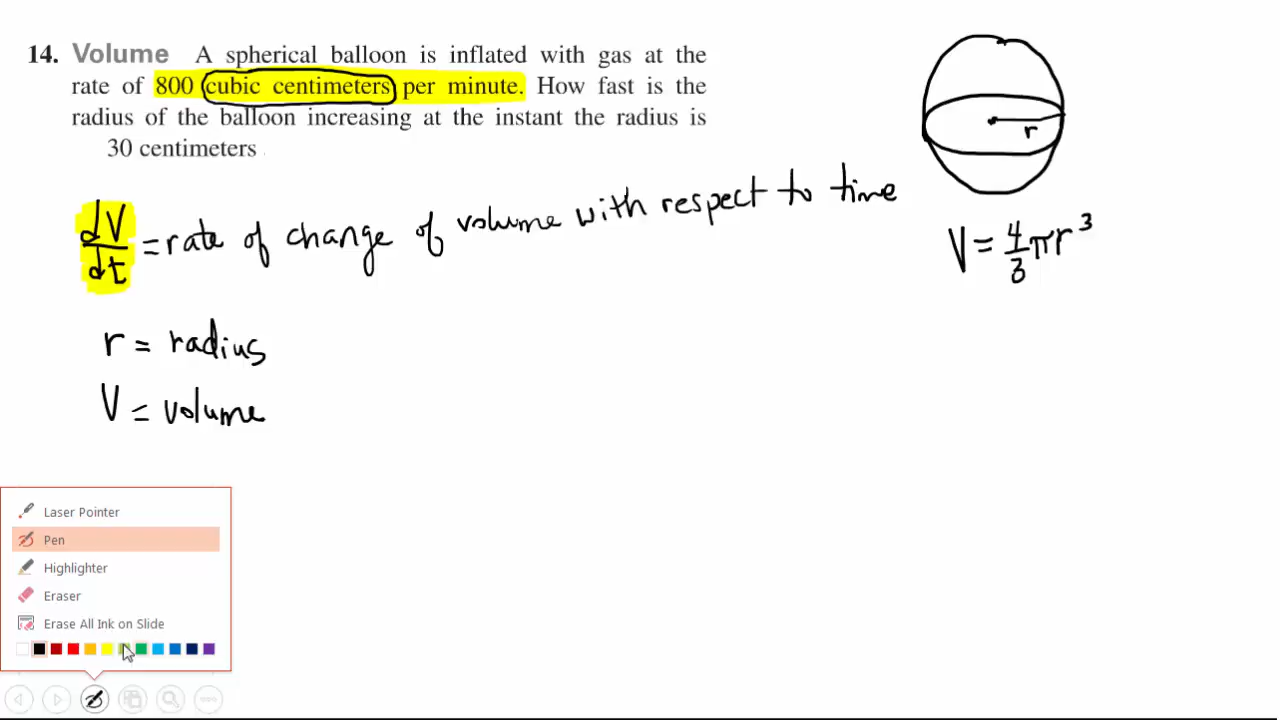 14. Volume A spherical balloon is inflated with gas at the
rate of 800 cubic centimeters per minute. How fast is the
radius of the balloon increasing at the instant the radius is
30 centimeters
r
dV/dt = rate of change of volume with respect to time
V = 4/3 πr³
r = radius
V = volume
Laser Pointer
Pen
Highlighter
Eraser
Erase All Ink on Slide